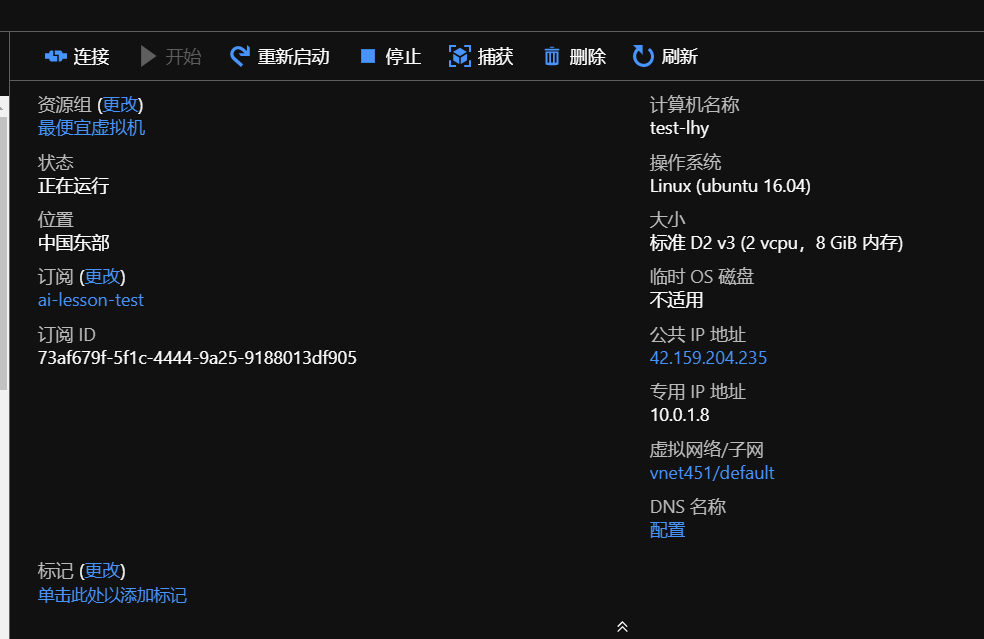 连接 开始 重新启动 停止 捕获 删除 刷新
资源组 (更改)
最便宜虚拟机
状态
正在运行
位置
中国东部
订阅 (更改)
ai-lesson-test
订阅 ID
73af679f-5f1c-4444-9a25-9188013df905
计算机名称
test-lhy
操作系统
Linux (ubuntu 16.04)
大小
标准 D2 v3 (2 vcpu，8 GiB 内存)
临时 OS 磁盘
不适用
公共 IP 地址
42.159.204.235
专用 IP 地址
10.0.1.8
虚拟网络/子网
vnet451/default
DNS 名称
配置
标记 (更改)
单击此处以添加标记